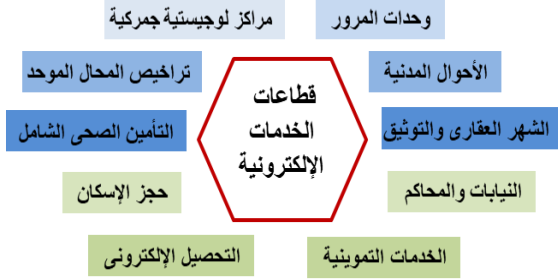 وحدات المرور
مراكز لوجيستية جمركية
الأحوال المدنية
تراخيص المحال الموحد
قطاعات
الخدمات
الإلكترونية
الشهر العقارى والتوثيق
التأمين الصحى الشامل
النيابات والمحاكم
حجز الإسكان
الخدمات التموينية
التحصيل الإلكترونى